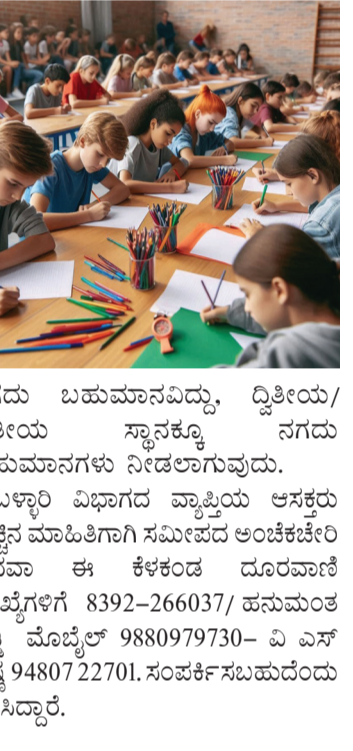 ಬಹುಮಾನವಿದ್ದು, ದ್ವಿತೀಯ/
ಸ್ಥಾನಕ್ಕೂ ನಗದು
ಹುಮಾನಗಳು ನೀಡಲಾಗುವುದು.
ಬಳ್ಳಾರಿ ವಿಭಾಗದ ವ್ಯಾಪ್ತಿಯ ಆಸಕ್ತರು
ಮಾಹಿತಿಗಾಗಿ ಸಮೀಪದ ಅಂಚೆಕಚೇರಿ
ಈ ಕೆಳಕಂಡ ದೂರವಾಣಿ
ಖ್ಯೆಗಳಿಗೆ 8392-266037/ ಹನುಮಂತ
ಮೊಬೈಲ್ 9880979730- ವಿ ಎಸ್
94807 22701. ಸಂಪರ್ಕಿಸಬಹುದೆಂದು
ಸಿದ್ದಾರೆ.